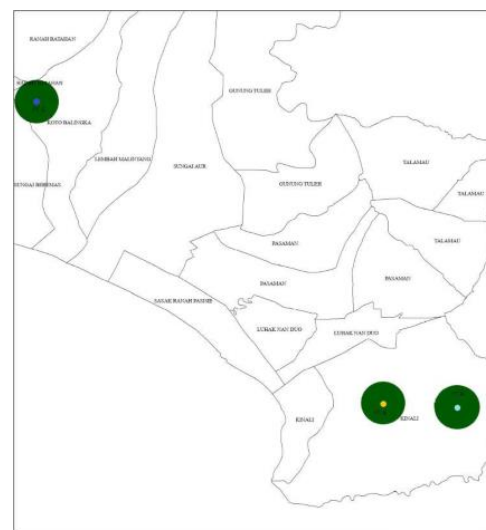 RANAH BATAHAN
GUNUNG TULEH
KOTO BALINGKA
LEMBAH MALINTANG
SUNGAI AUR
TALAMAU
SUNGAI BEREMAS
GUNUNG TULEH
TALAMAU
PASAMAN
TALAMAU
PASAMAN
PASAMAN
SASAK RANAH PASISIE
LUHAK NAN DUO
LUHAK NAN DUO
KINALI
KINALI